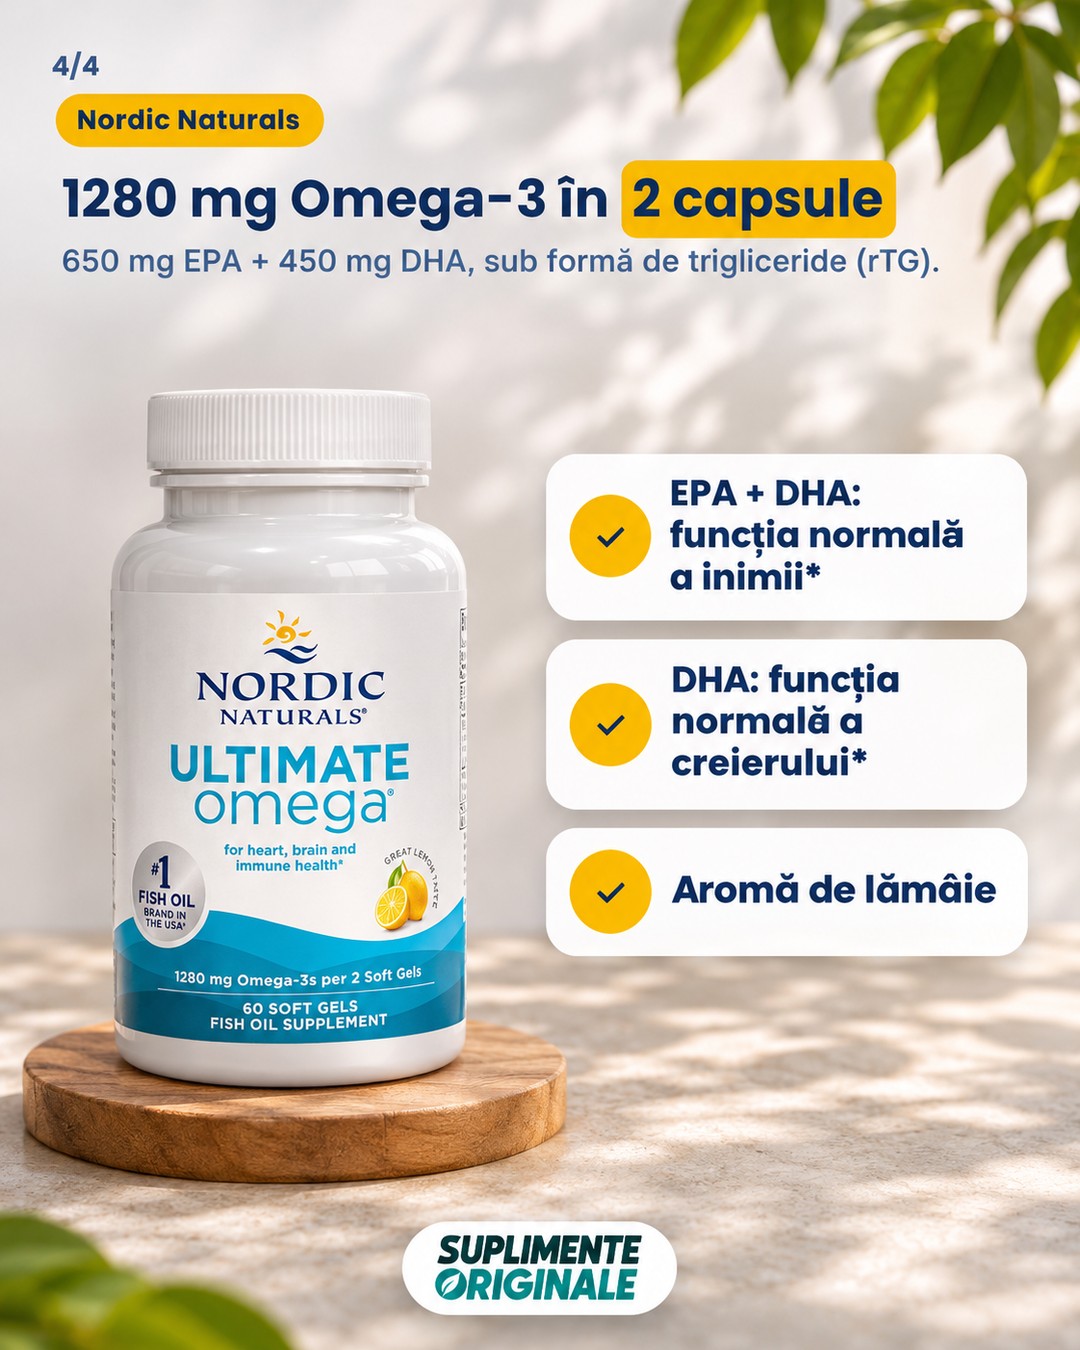 4/4
Nordic Naturals
1280 mg Omega-3 în 2 capsule
650 mg EPA + 450 mg DHA, sub formă de trigliceride (rTG).
EPA + DHA:
funcția normală
a inimii*
DHA: funcția
normală a
creierului*
Aromă de lămâie
NORDIC
NATURALS®
ULTIMATE
omega®
for heart, brain and
immune health*
GREAT LEMON TASTE
#1
FISH OIL
BRAND IN
THE USA*
1280 mg Omega-3s per 2 Soft Gels
60 SOFT GELS
FISH OIL SUPPLEMENT
SUPLIMENTE
ORIGINALE